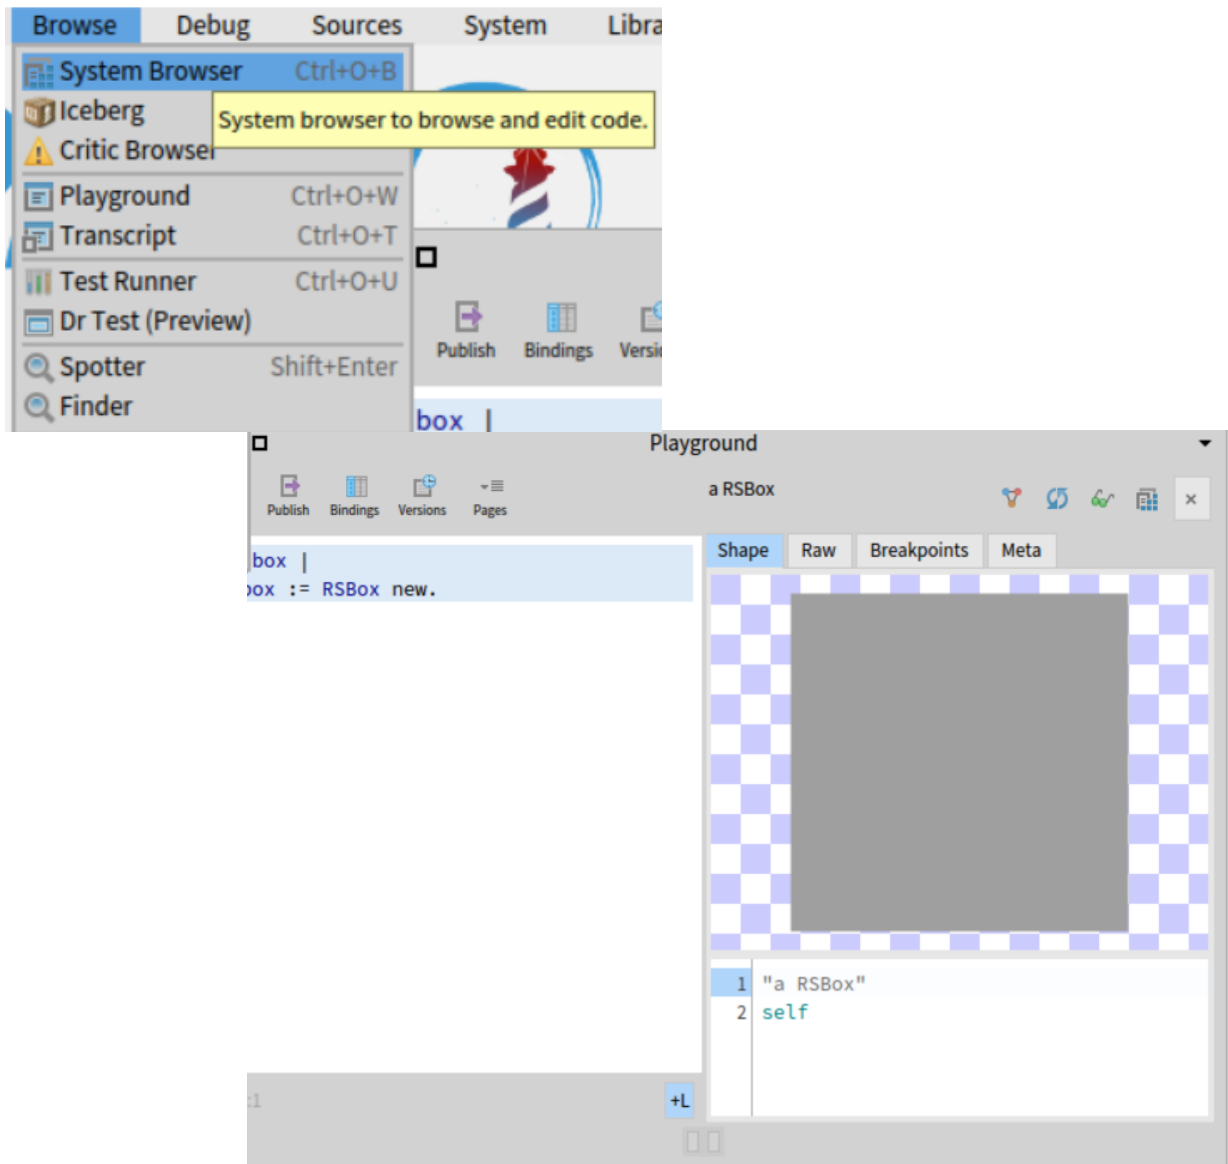 Browse Debug Sources System Libra
System Browser Ctrl+O+B
Iceberg
System browser to browse and edit code.
Critic Browser
Playground Ctrl+O+W
Transcript Ctrl+O+T
Test Runner Ctrl+O+U
Dr Test (Preview)
Spotter Shift+Enter
Finder
Publish Bindings Versi
box |
Playground
Publish Bindings Versions Pages
a RSBox
Shape Raw Breakpoints Meta
box |
box := RSBox new.
1 "a RSBox"
2 self
:1
+L